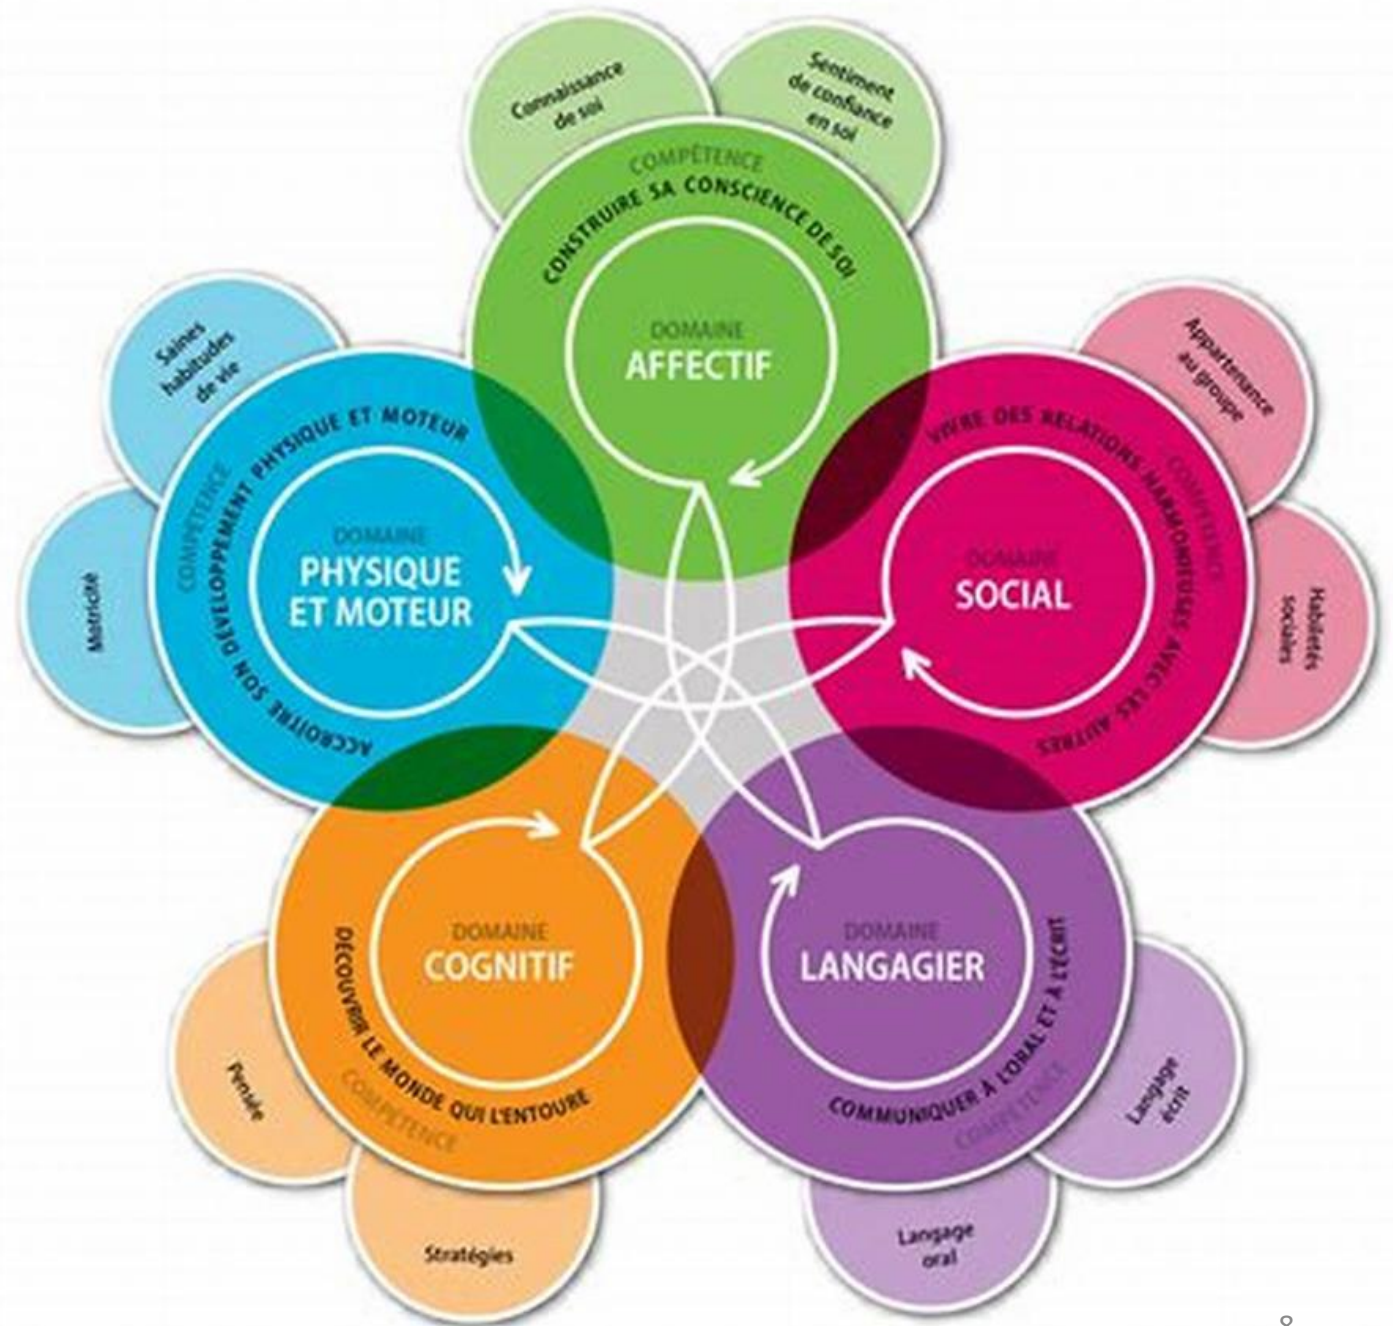 Connaissance
de soi
Sentiment
de confiance
en soi
COMPÉTENCE
CONSTRUIRE SA CONSCIENCE DE SOI
DOMAINE
AFFECTIF
Appartenance
au groupe
Habiletés
sociales
COMPÉTENCE
VIVRE DES RELATIONS HARMONIEUSES AVEC LES AUTRES
DOMAINE
SOCIAL
Langage
écrit
Langage
oral
COMPÉTENCE
COMMUNIQUER À L'ORAL ET À L'ÉCRIT
DOMAINE
LANGAGIER
Stratégies
Pensée
COMPÉTENCE
DÉCOUVRIR LE MONDE QUI L'ENTOURE
DOMAINE
COGNITIF
Motricité
Saines
habitudes
de vie
COMPÉTENCE
ACCROÎTRE SON DÉVELOPPEMENT PHYSIQUE ET MOTEUR
DOMAINE
PHYSIQUE
ET MOTEUR
8